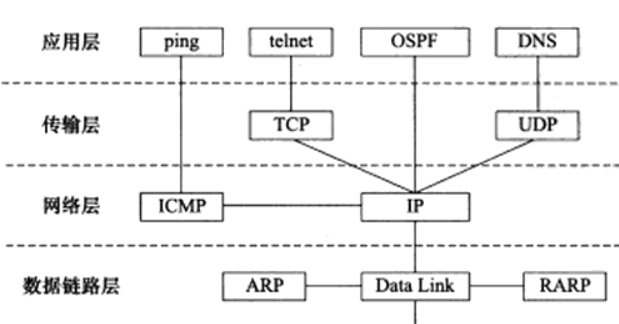 应用层 ping telnet OSPF DNS
传输层 TCP UDP
网络层 ICMP IP
数据链路层 ARP Data Link RARP